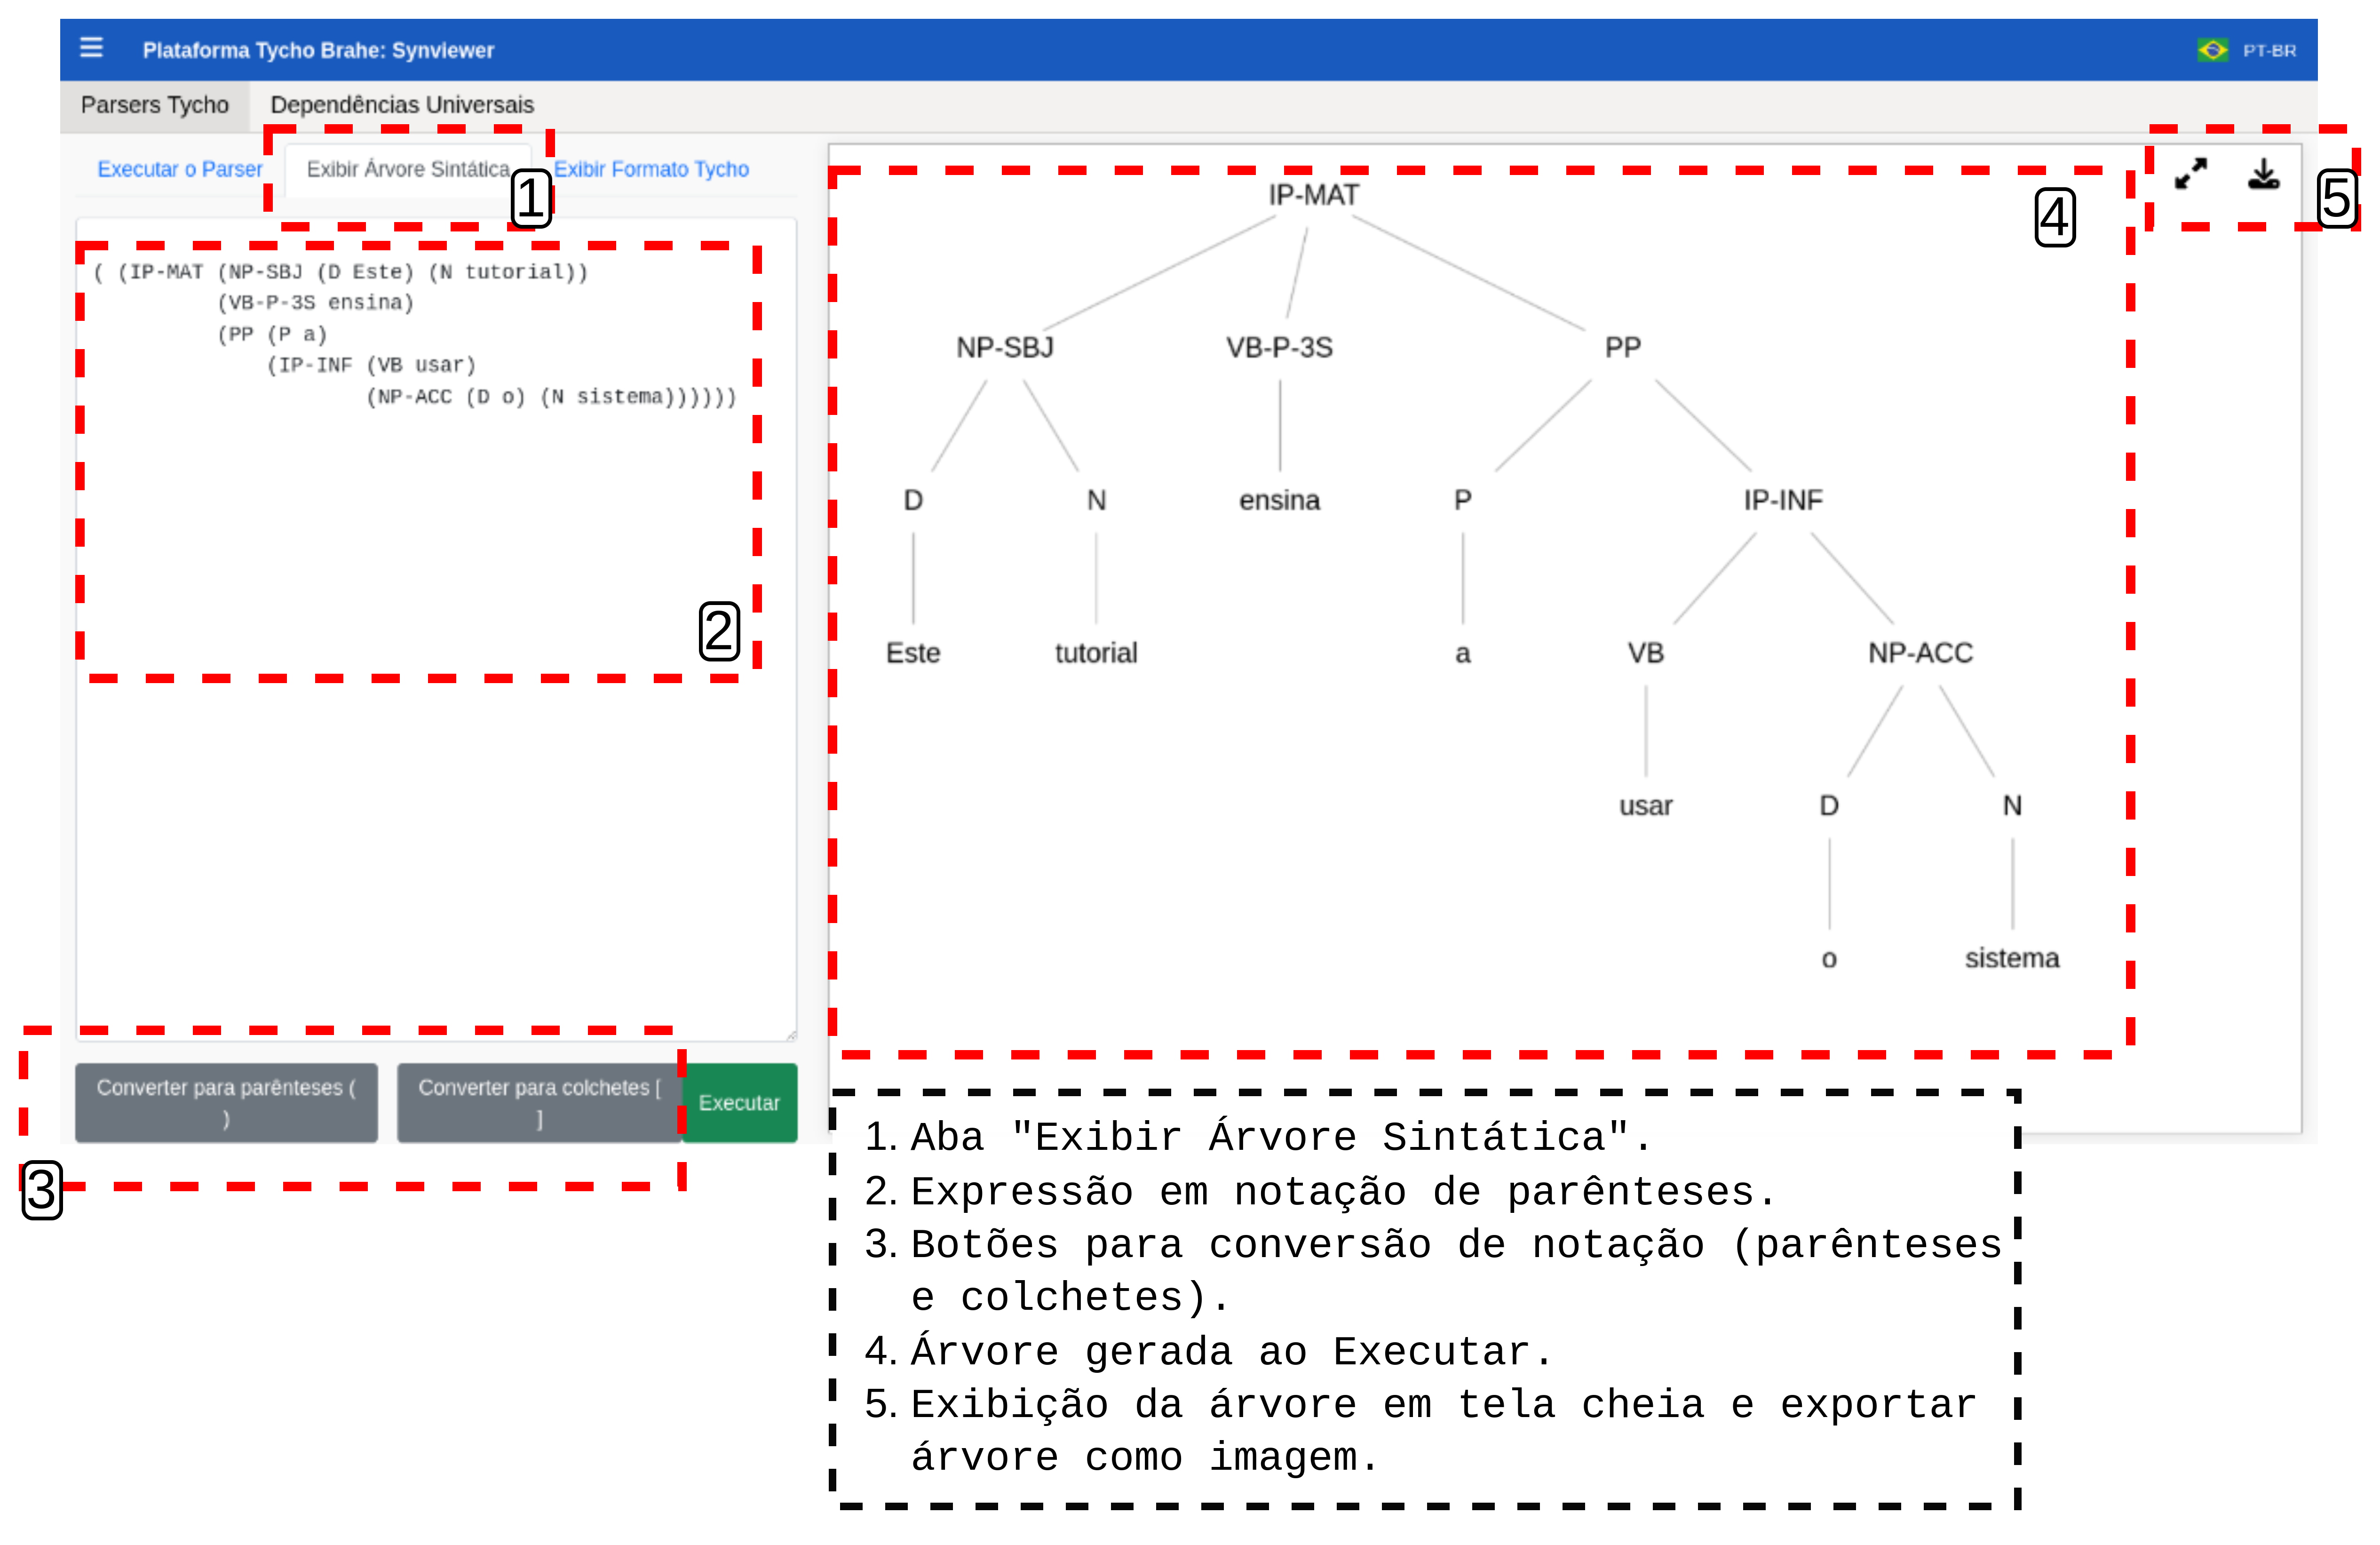 Plataforma Tycho Brahe: Synviewer
PT-BR
Parsers Tycho
Dependências Universais
Executar o Parser
Exibir Árvore Sintática
Exibir Formato Tycho
1
( (IP-MAT (NP-SBJ (D Este) (N tutorial))
(VB-P-3S ensina)
(PP (P a)
(IP-INF (VB usar)
(NP-ACC (D o) (N sistema))))))
2
Converter para parênteses (
)
Converter para colchetes [
]
Executar
3
4
5
IP-MAT
NP-SBJ VB-P-3S PP
D N ensina P IP-INF
Este tutorial a VB NP-ACC
usar D N
o sistema
1. Aba "Exibir Árvore Sintática".
2. Expressão em notação de parênteses.
3. Botões para conversão de notação (parênteses
e colchetes).
4. Árvore gerada ao Executar.
5. Exibição da árvore em tela cheia e exportar
árvore como imagem.